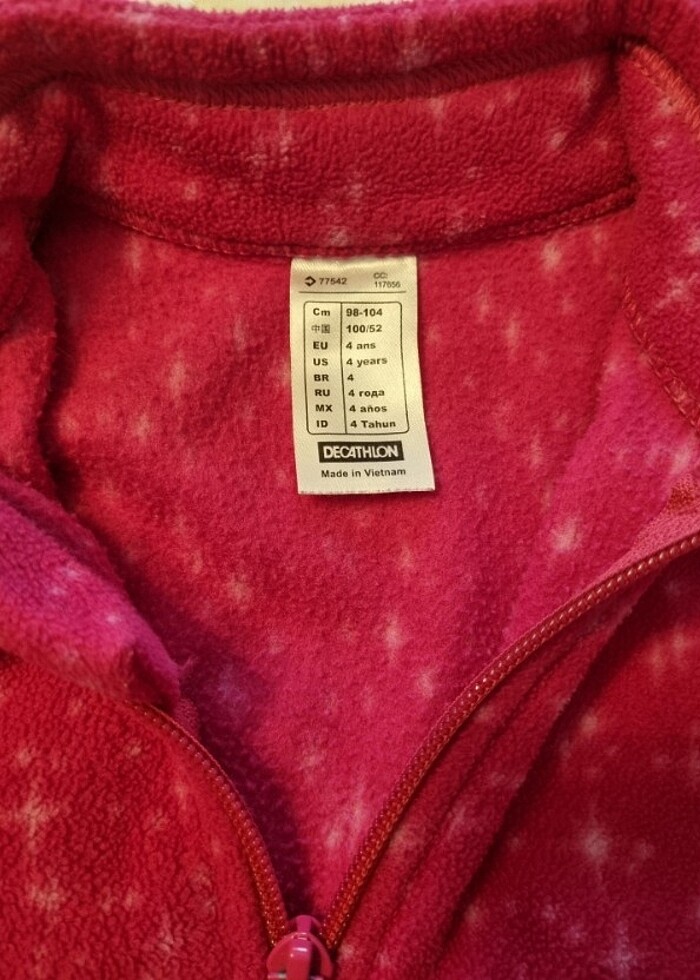 77542 CC:
117656
Cm 98-104
中国 100/52
EU 4 ans
US 4 years
BR 4
RU 4 года
MX 4 años
ID 4 Tahun
DECATHLON
Made in Vietnam